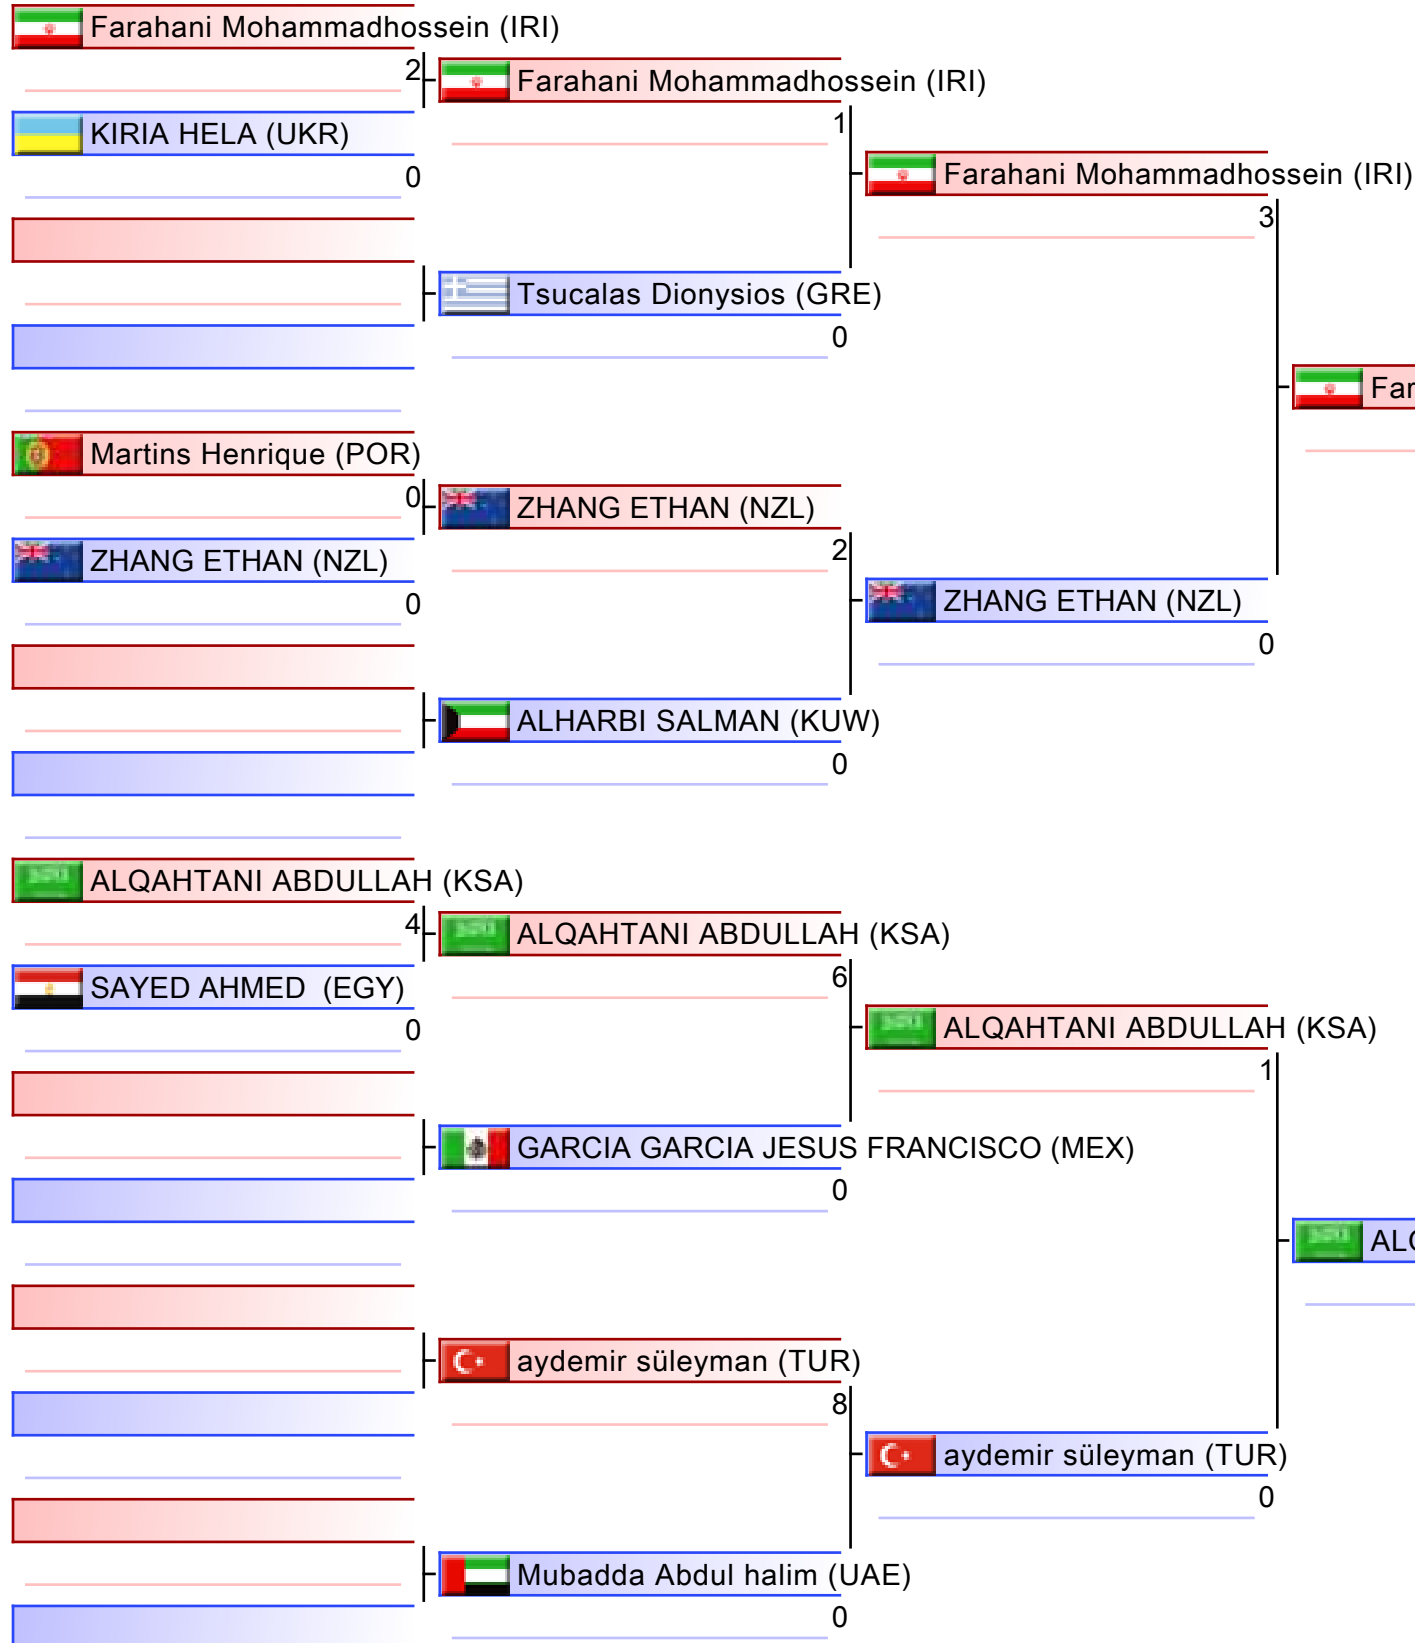 Farahani Mohammadhossein (IRI)
2
KIRIA HELA (UKR)
0
Martins Henrique (POR)
0
ZHANG ETHAN (NZL)
0
ALQAHTANI ABDULLAH (KSA)
4
SAYED AHMED  (EGY)
0
Farahani Mohammadhossein (IRI)
1
Tsucalas Dionysios (GRE)
0
ZHANG ETHAN (NZL)
2
ALHARBI SALMAN (KUW)
0
ALQAHTANI ABDULLAH (KSA)
6
GARCIA GARCIA JESUS FRANCISCO (MEX)
0
aydemir süleyman (TUR)
8
Mubadda Abdul halim (UAE)
0
Farahani Mohammadhossein (IRI)
3
ZHANG ETHAN (NZL)
0
ALQAHTANI ABDULLAH (KSA)
1
aydemir süleyman (TUR)
0